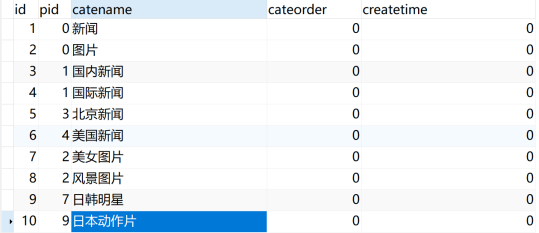 id pid catename cateorder createtime
1 0 新闻 0 0
2 0 图片 0 0
3 1 国内新闻 0 0
4 1 国际新闻 0 0
5 3 北京新闻 0 0
6 4 美国新闻 0 0
7 2 美女图片 0 0
8 2 风景图片 0 0
9 7 日韩明星 0 0
10 9 日本动作片 0 0